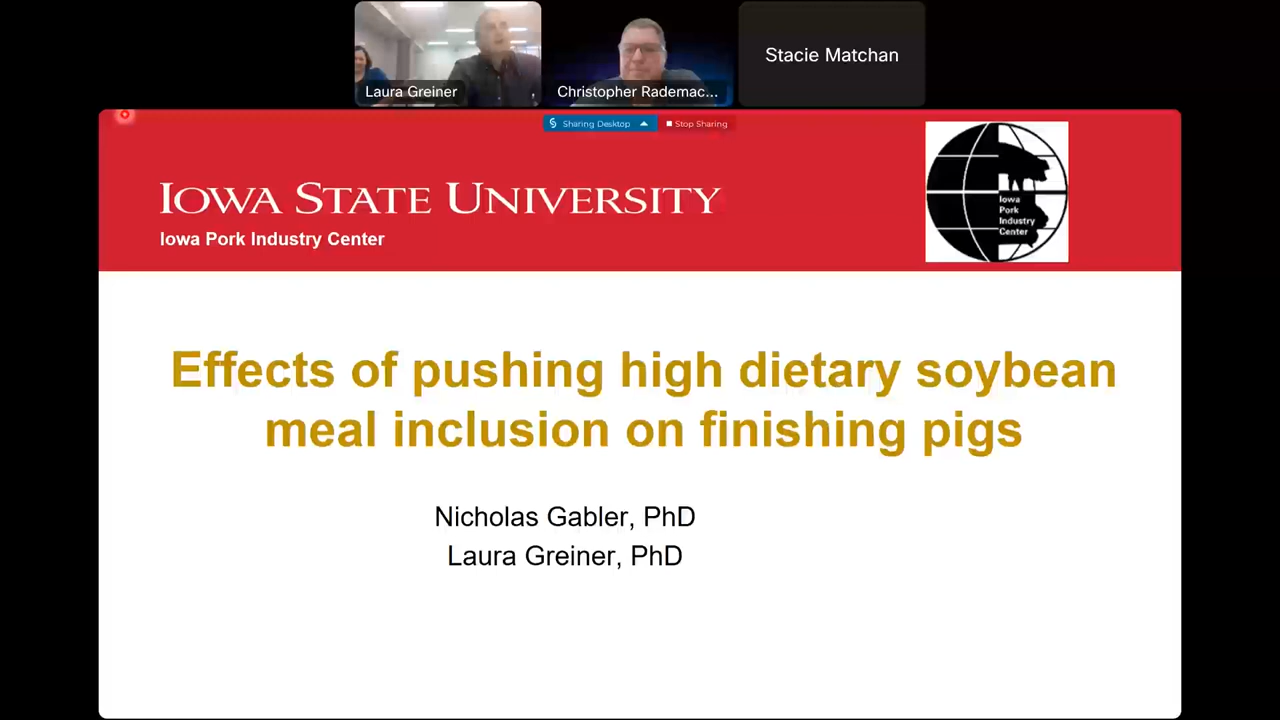 Laura Greiner
Christopher Rademac...
Stacie Matchan
Sharing Desktop
Stop Sharing
IOWA STATE UNIVERSITY
Iowa Pork Industry Center
Iowa
Pork
Industry
Center
Effects of pushing high dietary soybean
meal inclusion on finishing pigs
Nicholas Gabler, PhD
Laura Greiner, PhD